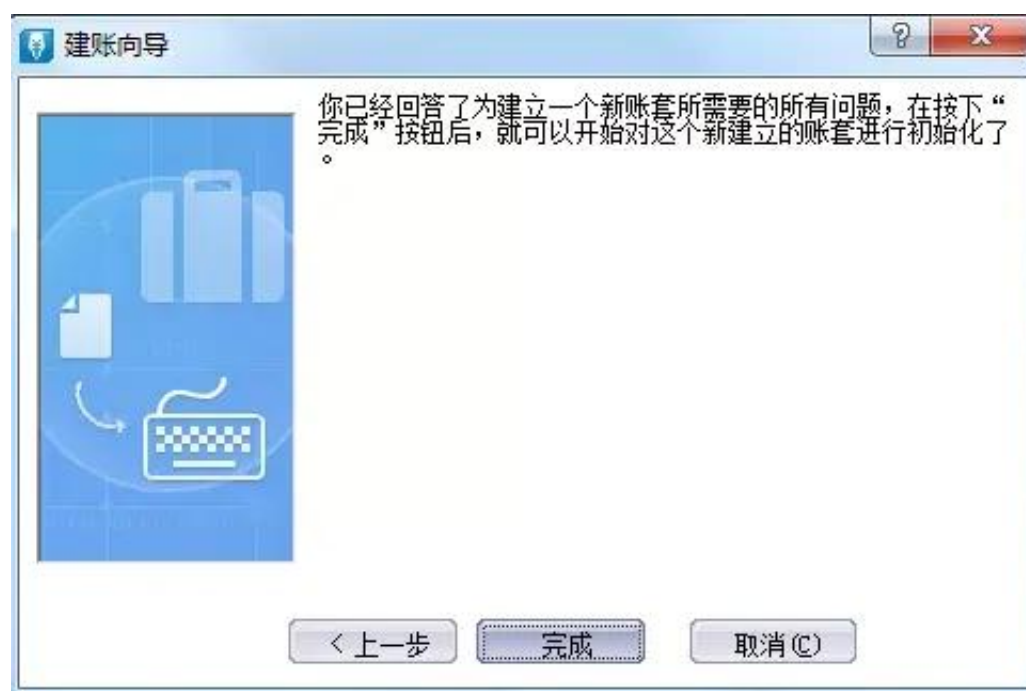 建账向导
你已经回答了为建立一个新账套所需要的所有问题，在按下“
完成”按钮后，就可以开始对这个新建立的账套进行初始化了
。
< 上一步
完成
取消(C)